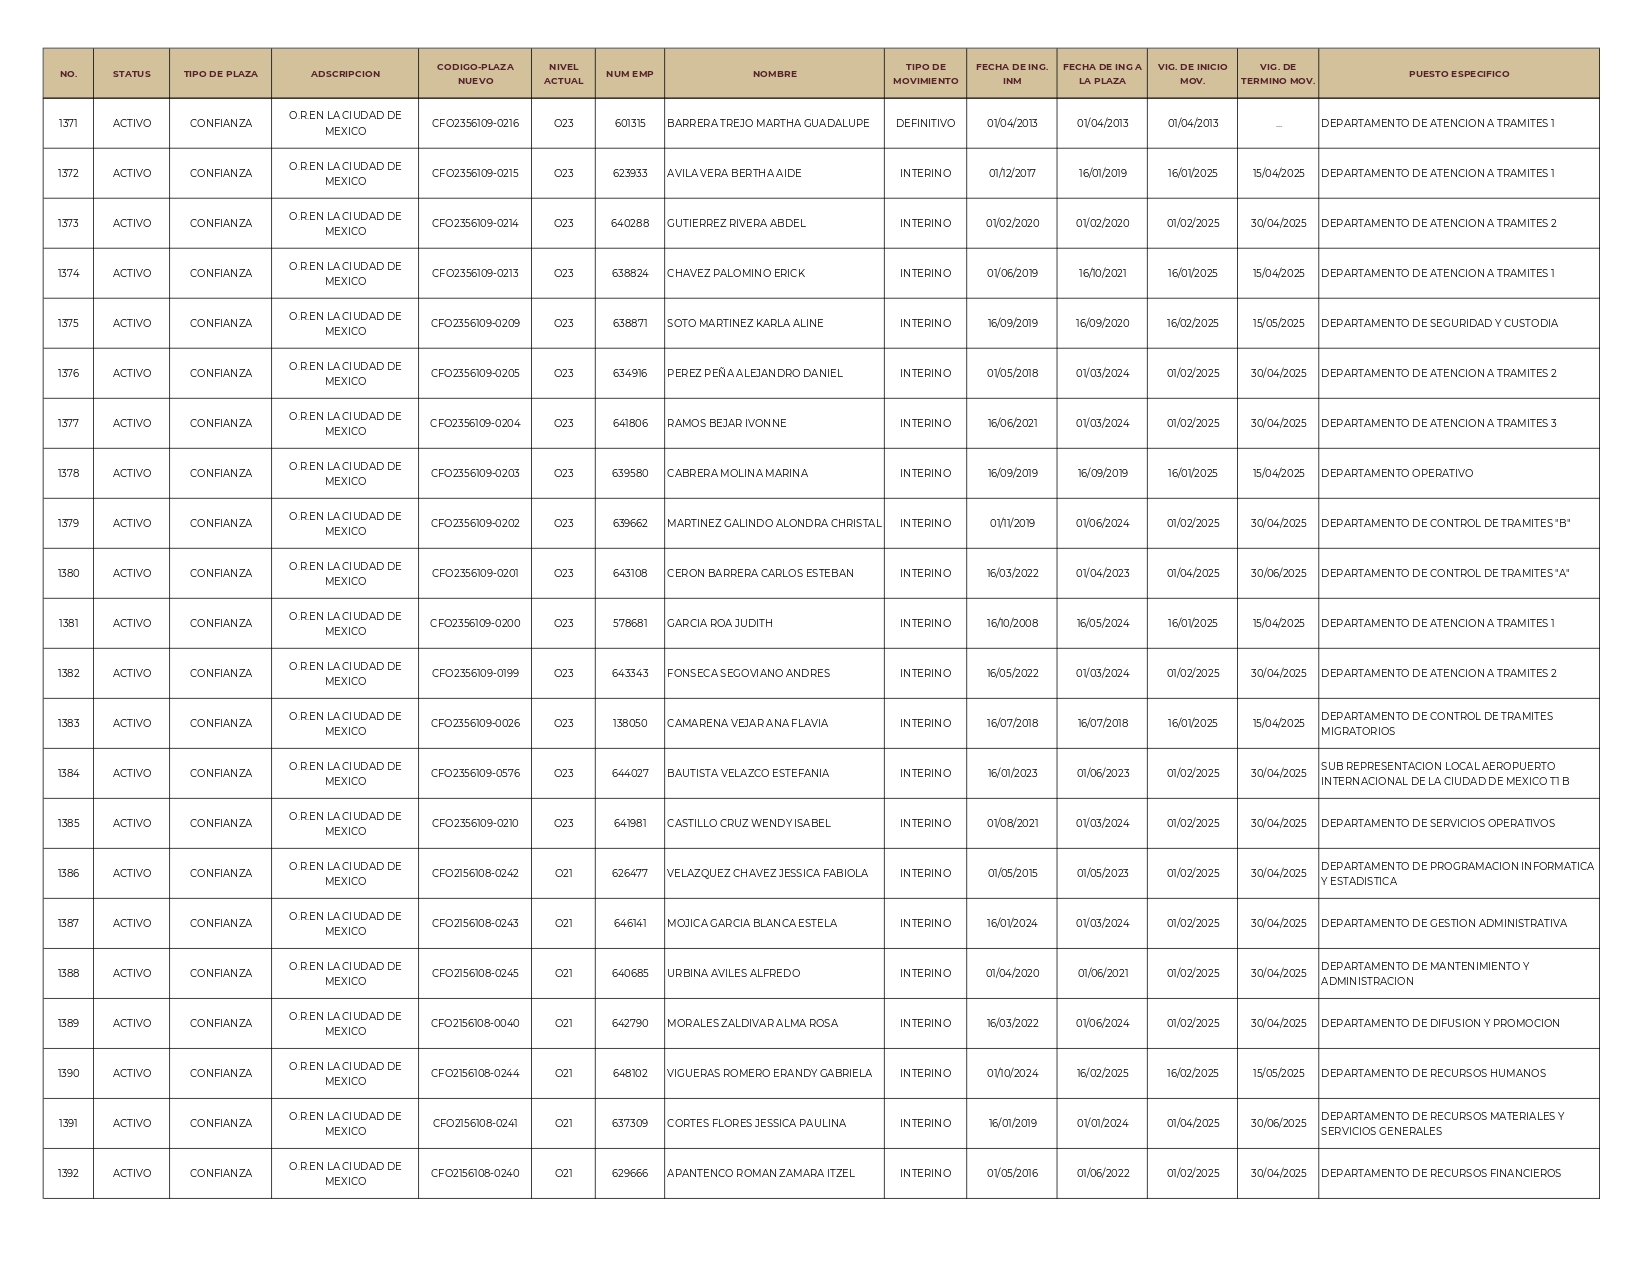 NO. STATUS TIPO DE PLAZA ADSCRIPCION CODIGO-PLAZA NUEVO NIVEL ACTUAL NUM EMP NOMBRE TIPO DE MOVIMIENTO FECHA DE ING. INM FECHA DE ING A LA PLAZA VIG. DE INICIO MOV. VIG. DE TERMINO MOV. PUESTO ESPECIFICO
1371 ACTIVO CONFIANZA O.R.EN LA CIUDAD DE MEXICO CFO2356109-0216 O23 601315 BARRERA TREJO MARTHA GUADALUPE DEFINITIVO 01/04/2013 01/04/2013 01/04/2013 ... DEPARTAMENTO DE ATENCION A TRAMITES 1
1372 ACTIVO CONFIANZA O.R.EN LA CIUDAD DE MEXICO CFO2356109-0215 O23 623933 AVILA VERA BERTHA AIDE INTERINO 01/12/2017 16/01/2019 16/01/2025 15/04/2025 DEPARTAMENTO DE ATENCION A TRAMITES 1
1373 ACTIVO CONFIANZA O.R.EN LA CIUDAD DE MEXICO CFO2356109-0214 O23 640288 GUTIERREZ RIVERA ABDEL INTERINO 01/02/2020 01/02/2020 01/02/2025 30/04/2025 DEPARTAMENTO DE ATENCION A TRAMITES 2
1374 ACTIVO CONFIANZA O.R.EN LA CIUDAD DE MEXICO CFO2356109-0213 O23 638824 CHAVEZ PALOMINO ERICK INTERINO 01/06/2019 16/10/2021 16/01/2025 15/04/2025 DEPARTAMENTO DE ATENCION A TRAMITES 1
1375 ACTIVO CONFIANZA O.R.EN LA CIUDAD DE MEXICO CFO2356109-0209 O23 638871 SOTO MARTINEZ KARLA ALINE INTERINO 16/09/2019 16/09/2020 16/02/2025 15/05/2025 DEPARTAMENTO DE SEGURIDAD Y CUSTODIA
1376 ACTIVO CONFIANZA O.R.EN LA CIUDAD DE MEXICO CFO2356109-0205 O23 634916 PEREZ PEÑA ALEJANDRO DANIEL INTERINO 01/05/2018 01/03/2024 01/02/2025 30/04/2025 DEPARTAMENTO DE ATENCION A TRAMITES 2
1377 ACTIVO CONFIANZA O.R.EN LA CIUDAD DE MEXICO CFO2356109-0204 O23 641806 RAMOS BEJAR IVONNE INTERINO 16/06/2021 01/03/2024 01/02/2025 30/04/2025 DEPARTAMENTO DE ATENCION A TRAMITES 3
1378 ACTIVO CONFIANZA O.R.EN LA CIUDAD DE MEXICO CFO2356109-0203 O23 639580 CABRERA MOLINA MARINA INTERINO 16/09/2019 16/09/2019 16/01/2025 15/04/2025 DEPARTAMENTO OPERATIVO
1379 ACTIVO CONFIANZA O.R.EN LA CIUDAD DE MEXICO CFO2356109-0202 O23 639662 MARTINEZ GALINDO ALONDRA CHRISTAL INTERINO 01/11/2019 01/06/2024 01/02/2025 30/04/2025 DEPARTAMENTO DE CONTROL DE TRAMITES "B"
1380 ACTIVO CONFIANZA O.R.EN LA CIUDAD DE MEXICO CFO2356109-0201 O23 643108 CERON BARRERA CARLOS ESTEBAN INTERINO 16/03/2022 01/04/2023 01/04/2025 30/06/2025 DEPARTAMENTO DE CONTROL DE TRAMITES "A"
1381 ACTIVO CONFIANZA O.R.EN LA CIUDAD DE MEXICO CFO2356109-0200 O23 578681 GARCIA ROA JUDITH INTERINO 16/10/2008 16/05/2024 16/01/2025 15/04/2025 DEPARTAMENTO DE ATENCION A TRAMITES 1
1382 ACTIVO CONFIANZA O.R.EN LA CIUDAD DE MEXICO CFO2356109-0199 O23 643343 FONSECA SEGOVIANO ANDRES INTERINO 16/05/2022 01/03/2024 01/02/2025 30/04/2025 DEPARTAMENTO DE ATENCION A TRAMITES 2
1383 ACTIVO CONFIANZA O.R.EN LA CIUDAD DE MEXICO CFO2356109-0026 O23 138050 CAMARENA VEJAR ANA FLAVIA INTERINO 16/07/2018 16/07/2018 16/01/2025 15/04/2025 DEPARTAMENTO DE CONTROL DE TRAMITES MIGRATORIOS
1384 ACTIVO CONFIANZA O.R.EN LA CIUDAD DE MEXICO CFO2356109-0576 O23 644027 BAUTISTA VELAZCO ESTEFANIA INTERINO 16/01/2023 01/06/2023 01/02/2025 30/04/2025 SUB REPRESENTACION LOCAL AEROPUERTO INTERNACIONAL DE LA CIUDAD DE MEXICO T1 B
1385 ACTIVO CONFIANZA O.R.EN LA CIUDAD DE MEXICO CFO2356109-0210 O23 641981 CASTILLO CRUZ WENDY ISABEL INTERINO 01/08/2021 01/03/2024 01/02/2025 30/04/2025 DEPARTAMENTO DE SERVICIOS OPERATIVOS
1386 ACTIVO CONFIANZA O.R.EN LA CIUDAD DE MEXICO CFO2156108-0242 O21 626477 VELAZQUEZ CHAVEZ JESSICA FABIOLA INTERINO 01/05/2015 01/05/2023 01/02/2025 30/04/2025 DEPARTAMENTO DE PROGRAMACION INFORMATICA Y ESTADISTICA
1387 ACTIVO CONFIANZA O.R.EN LA CIUDAD DE MEXICO CFO2156108-0243 O21 646141 MOJICA GARCIA BLANCA ESTELA INTERINO 16/01/2024 01/03/2024 01/02/2025 30/04/2025 DEPARTAMENTO DE GESTION ADMINISTRATIVA
1388 ACTIVO CONFIANZA O.R.EN LA CIUDAD DE MEXICO CFO2156108-0245 O21 640685 URBINA AVILES ALFREDO INTERINO 01/04/2020 01/06/2021 01/02/2025 30/04/2025 DEPARTAMENTO DE MANTENIMIENTO Y ADMINISTRACION
1389 ACTIVO CONFIANZA O.R.EN LA CIUDAD DE MEXICO CFO2156108-0040 O21 642790 MORALES ZALDIVAR ALMA ROSA INTERINO 16/03/2022 01/06/2024 01/02/2025 30/04/2025 DEPARTAMENTO DE DIFUSION Y PROMOCION
1390 ACTIVO CONFIANZA O.R.EN LA CIUDAD DE MEXICO CFO2156108-0244 O21 648102 VIGUERAS ROMERO ERANDY GABRIELA INTERINO 01/10/2024 16/02/2025 16/02/2025 15/05/2025 DEPARTAMENTO DE RECURSOS HUMANOS
1391 ACTIVO CONFIANZA O.R.EN LA CIUDAD DE MEXICO CFO2156108-0241 O21 637309 CORTES FLORES JESSICA PAULINA INTERINO 16/01/2019 01/01/2024 01/04/2025 30/06/2025 DEPARTAMENTO DE RECURSOS MATERIALES Y SERVICIOS GENERALES
1392 ACTIVO CONFIANZA O.R.EN LA CIUDAD DE MEXICO CFO2156108-0240 O21 629666 APANTENCO ROMAN ZAMARA ITZEL INTERINO 01/05/2016 01/06/2022 01/02/2025 30/04/2025 DEPARTAMENTO DE RECURSOS FINANCIEROS